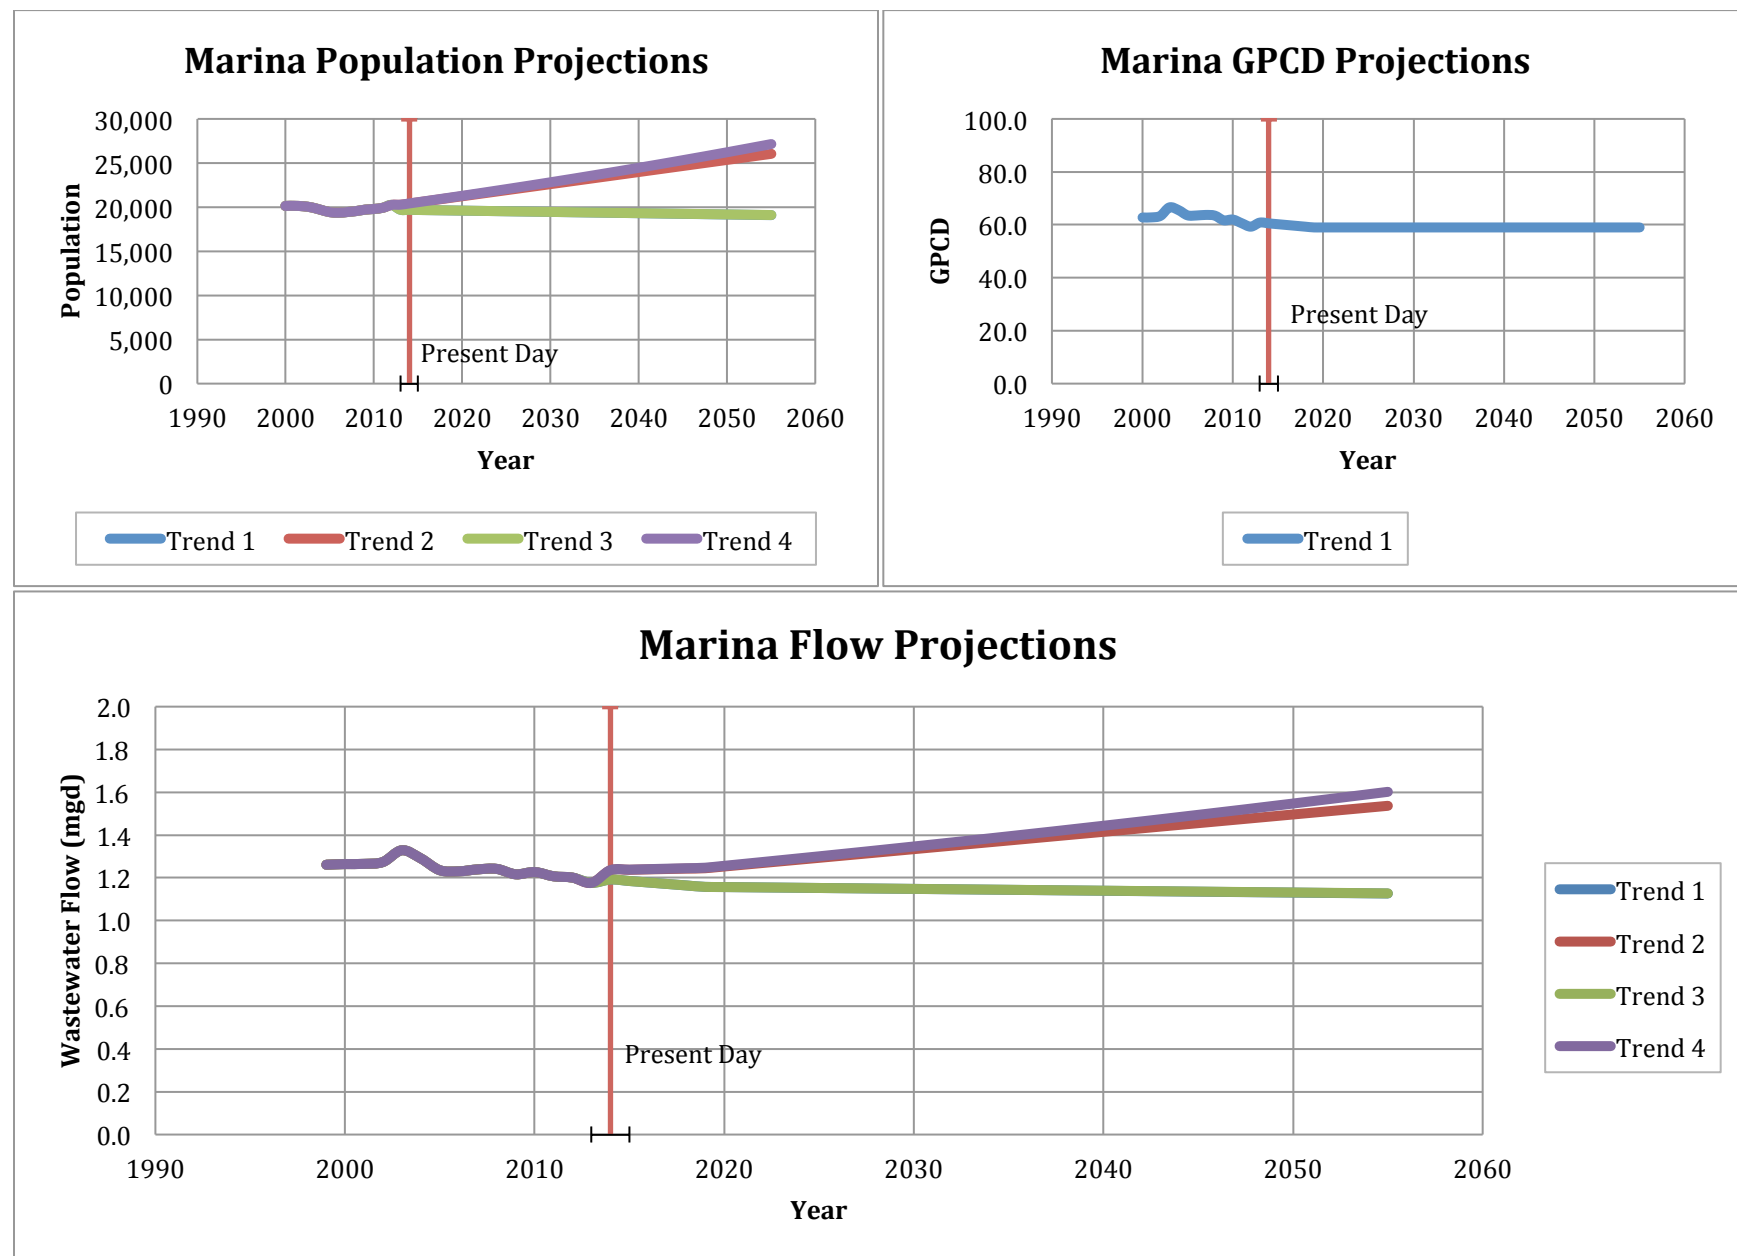 Marina Population Projections
30,000
25,000
20,000
15,000
10,000
5,000
0
Population
Present Day
1990 2000 2010 2020 2030 2040 2050 2060
Year
Trend 1 Trend 2 Trend 3 Trend 4
Marina GPCD Projections
100.0
80.0
60.0
40.0
20.0
0.0
GPCD
Present Day
1990 2000 2010 2020 2030 2040 2050 2060
Year
Trend 1
Marina Flow Projections
2.0
1.8
1.6
1.4
1.2
1.0
0.8
0.6
0.4
0.2
0.0
Wastewater Flow (mgd)
Present Day
1990 2000 2010 2020 2030 2040 2050 2060
Year
Trend 1
Trend 2
Trend 3
Trend 4